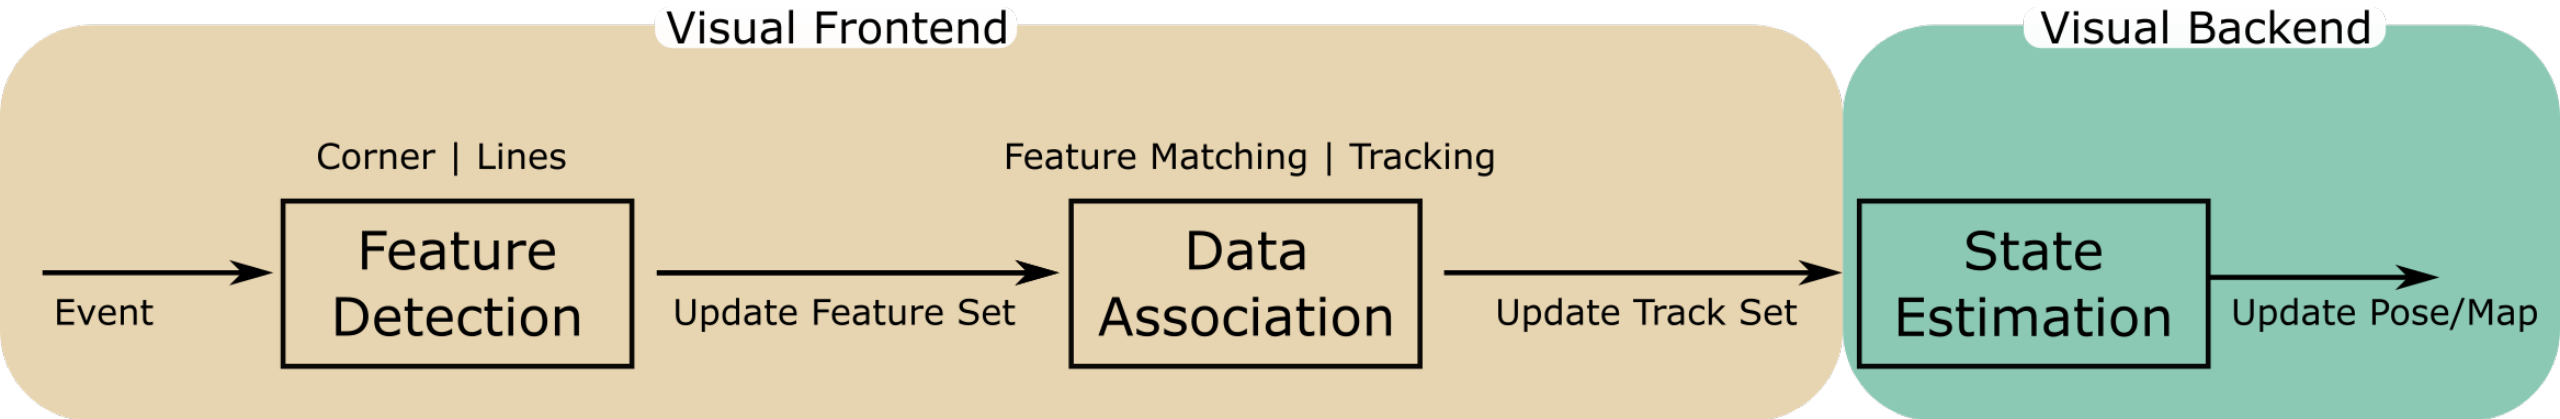 Visual Frontend
Visual Backend
Corner | Lines
Feature Matching | Tracking
Event
Feature
Detection
Update Feature Set
Data
Association
Update Track Set
State
Estimation
Update Pose/Map